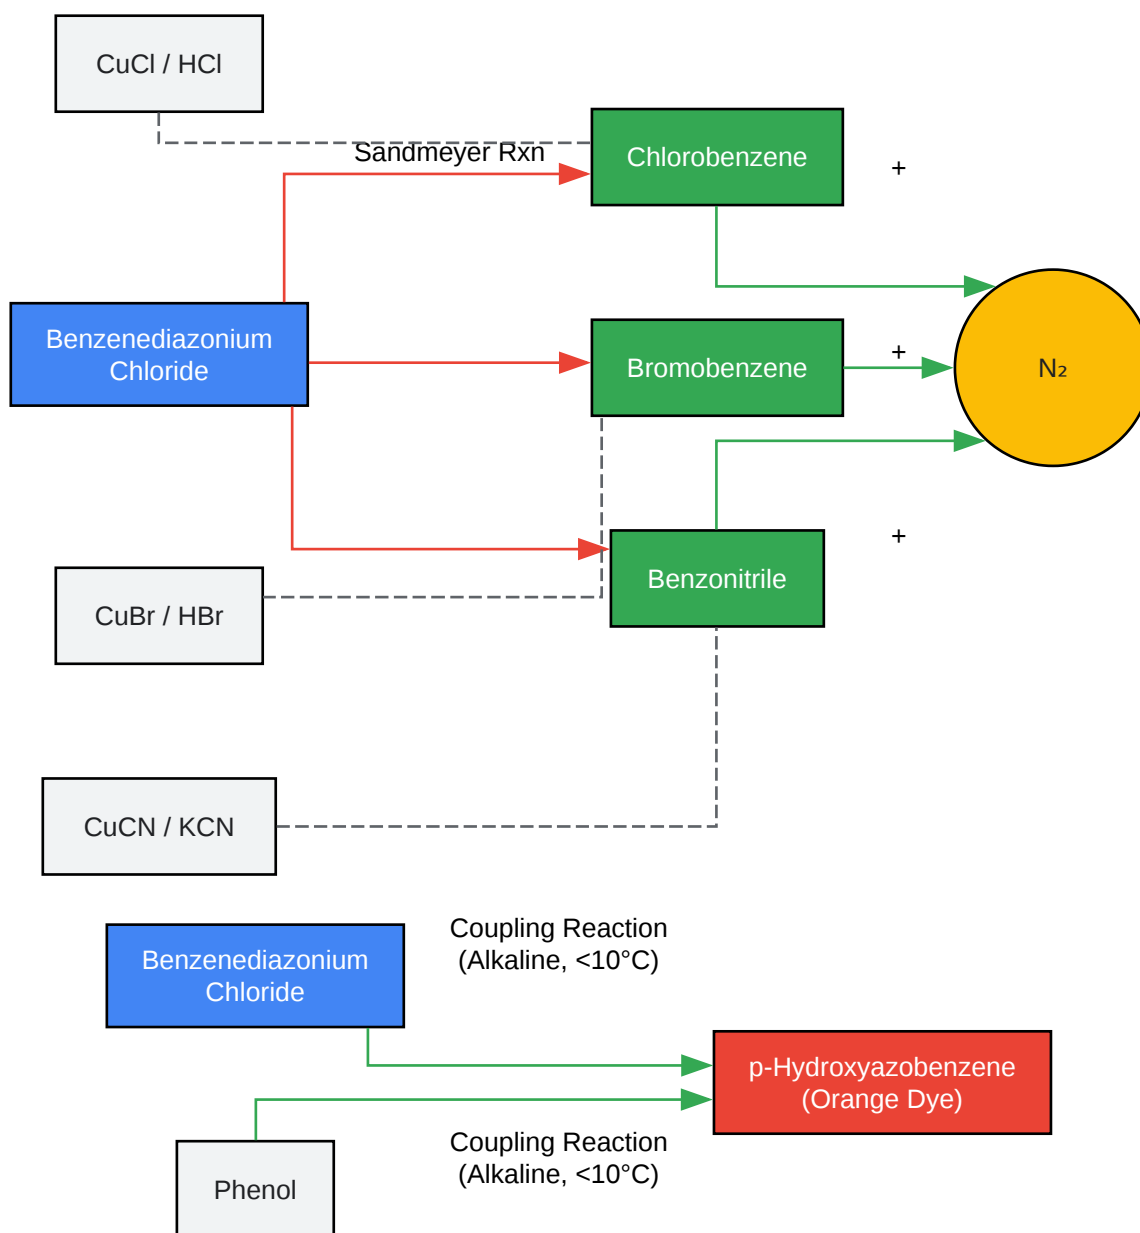 CuCl / HCl
Sandmeyer Rxn
Chlorobenzene
+
Benzenediazonium
Chloride
Bromobenzene
+
N₂
+
Benzonitrile
CuBr / HBr
CuCN / KCN
Coupling Reaction
(Alkaline, <10°C)
Benzenediazonium
Chloride
p-Hydroxyazobenzene
(Orange Dye)
Coupling Reaction
(Alkaline, <10°C)
Phenol